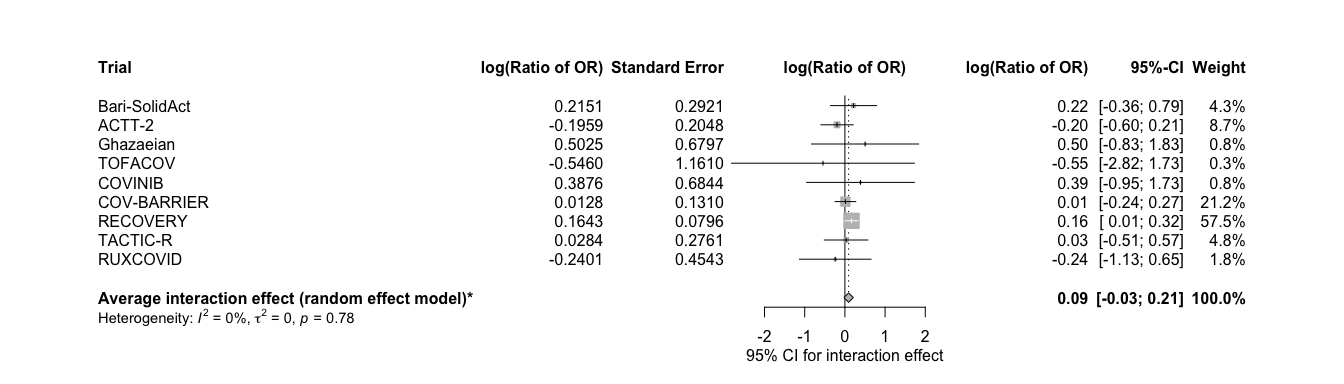 Trial log(Ratio of OR) Standard Error log(Ratio of OR) log(Ratio of OR) 95%-CI Weight
Bari-SolidAct 0.2151 0.2921 0.22 [-0.36; 0.79] 4.3%
ACTT-2 -0.1959 0.2048 -0.20 [-0.60; 0.21] 8.7%
Ghazaeian 0.5025 0.6797 0.50 [-0.83; 1.83] 0.8%
TOFACOV -0.5460 1.1610 -0.55 [-2.82; 1.73] 0.3%
COVINIB 0.3876 0.6844 0.39 [-0.95; 1.73] 0.8%
COV-BARRIER 0.0128 0.1310 0.01 [-0.24; 0.27] 21.2%
RECOVERY 0.1643 0.0796 0.16 [ 0.01; 0.32] 57.5%
TACTIC-R 0.0284 0.2761 0.03 [-0.51; 0.57] 4.8%
RUXCOVID -0.2401 0.4543 -0.24 [-1.13; 0.65] 1.8%
Average interaction effect (random effect model)* 0.09 [-0.03; 0.21] 100.0%
Heterogeneity: I² = 0%, τ² = 0, p = 0.78
-2 -1 0 1 2
95% CI for interaction effect